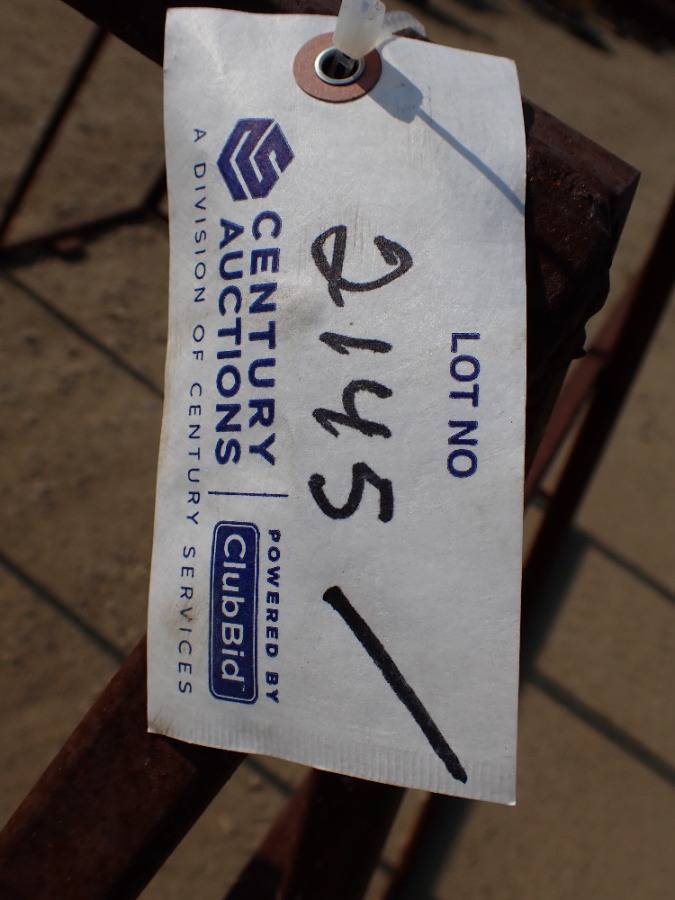 LOT NO
2145 /
CENTURY
AUCTIONS
A DIVISION OF CENTURY SERVICES
POWERED BY
ClubBid